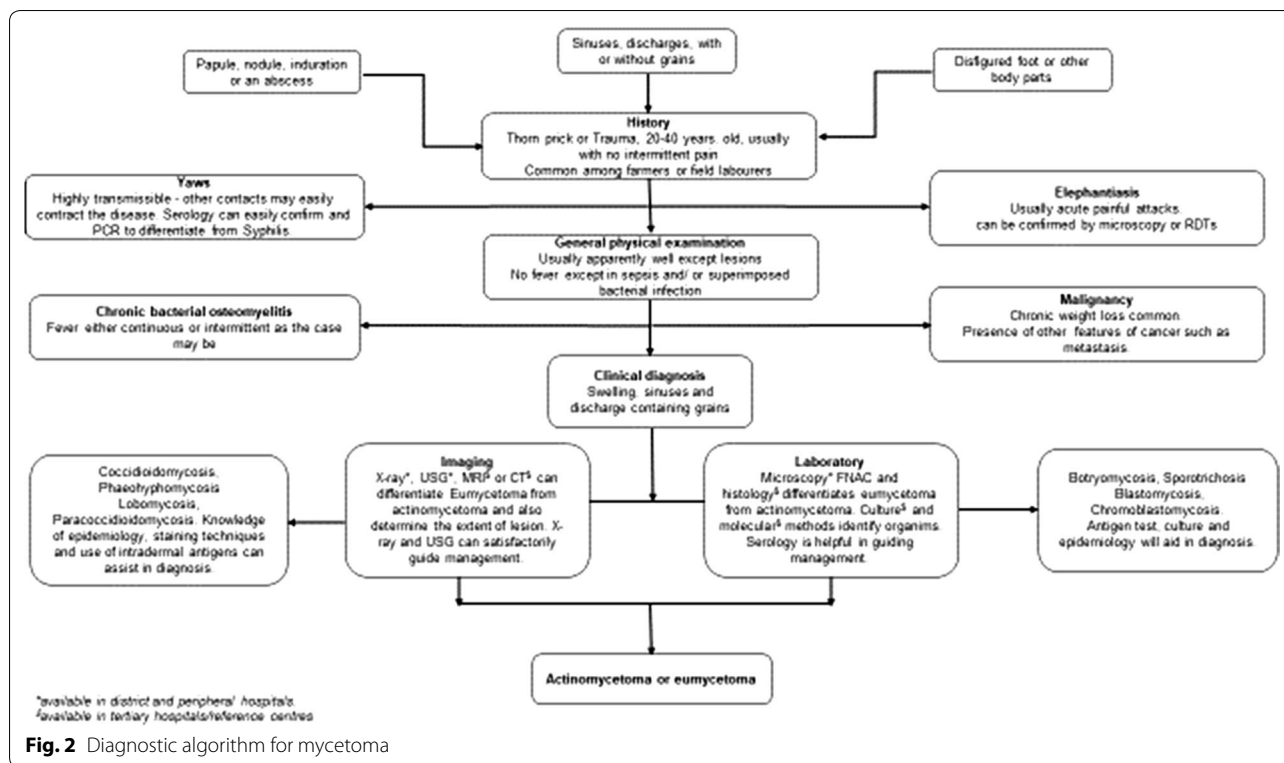 Sinuses, discharges, with
or without grains
Papule, nodule, induration
or an abscess
Disfigured foot or other
body parts
History
Thorn prick or Trauma, 20-40 years. old, usually
with no intermittent pain
Common among farmers or field labourers
Yaws
Highly transmissible - other contacts may easily
contract the disease. Serology can easily confirm and
PCR to differentiate from Syphilis.
Elephantiasis
Usually acute painful attacks.
can be confirmed by microscopy or RDTs
General physical examination
Usually apparently well except lesions
No fever except in sepsis and/ or superimposed
bacterial infection
Chronic bacterial osteomyelitis
Fever either continuous or intermittent as the case
may be
Malignancy
Chronic weight loss common.
Presence of other features of cancer such as
metastasis.
Clinical diagnosis
Swelling, sinuses and
discharge containing grains
Coccidioidomycosis,
Phaeohyphomycosis
Lobomycosis,
Paracoccidioidomycosis. Knowledge
of epidemiology, staining techniques
and use of intradermal antigens can
assist in diagnosis.
Imaging
X-ray*, USG*, MRI$ or CT$ can
differentiate Eumycetoma from
actinomycetoma and also
determine the extent of lesion. X-
ray and USG can satisfactorily
guide management.
Laboratory
Microscopy* FNAC and
histology$ differentiates eumycetoma
from actinomycetoma. Culture$ and
molecular$ methods identify organims.
Serology is helpful in guiding
management.
Botryomycosis, Sporotrichosis
Blastomycosis,
Chromoblastomycosis.
Antigen test, culture and
epidemiology will aid in diagnosis.
Actinomycetoma or eumycetoma
*available in district and peripheral hospitals.
$available in tertiary hospitals/reference centres
Fig. 2 Diagnostic algorithm for mycetoma